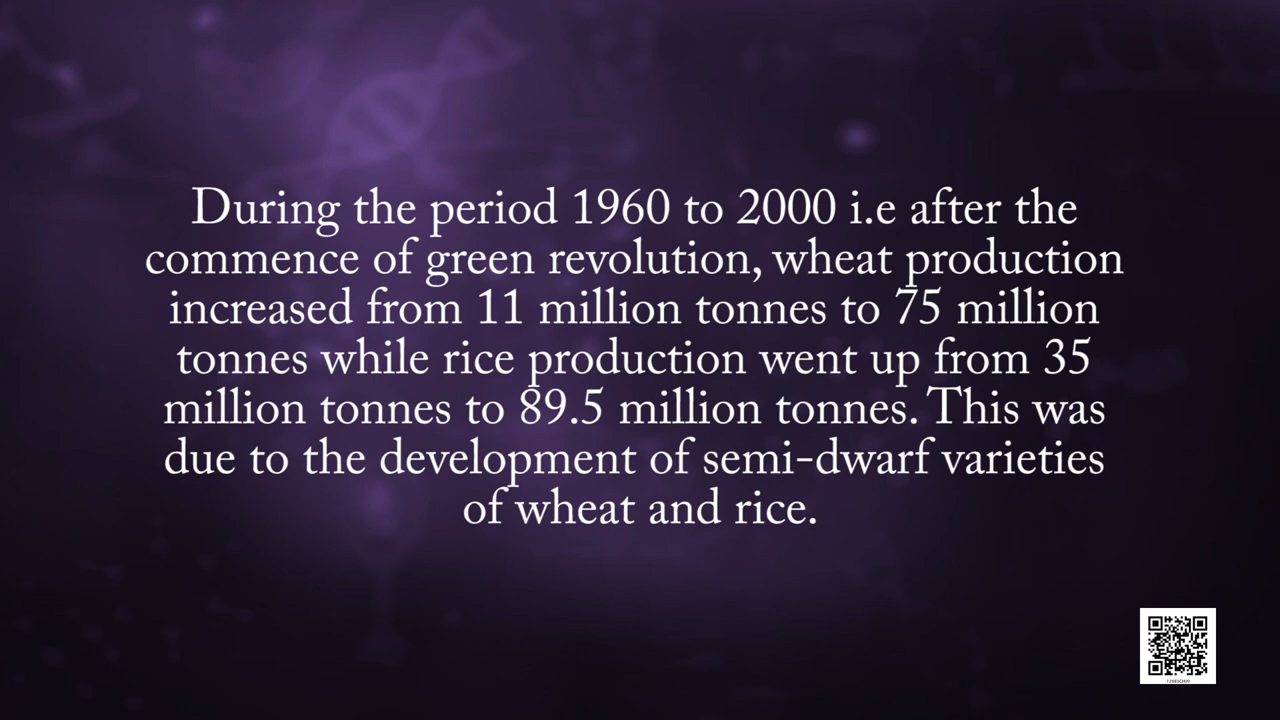 During the period 1960 to 2000 i.e after the
commence of green revolution, wheat production
increased from 11 million tonnes to 75 million
tonnes while rice production went up from 35
million tonnes to 89.5 million tonnes. This was
due to the development of semi-dwarf varieties
of wheat and rice.